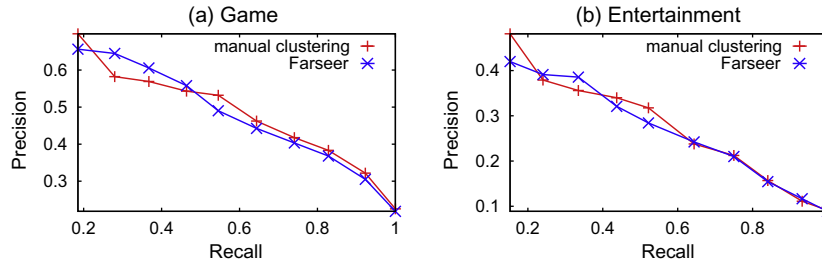 (a) Game
manual clustering
Farseer
Precision
0.6
0.5
0.4
0.3
0.2 0.4 0.6 0.8 1
Recall
(b) Entertainment
manual clustering
Farseer
Precision
0.4
0.3
0.2
0.1
0.2 0.4 0.6 0.8
Recall